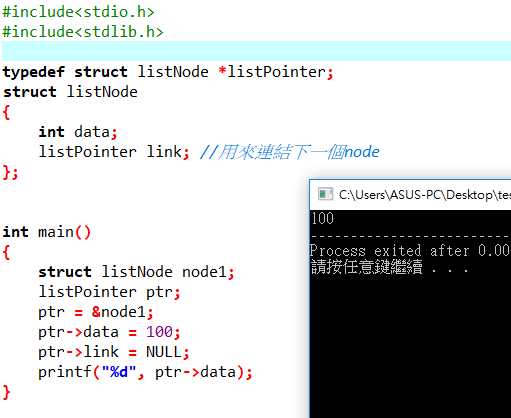 #include<stdio.h>
#include<stdlib.h>
typedef struct listNode *listPointer;
struct listNode
{
    int data;
    listPointer link; //用來連結下一個node
};
int main()
{
    struct listNode node1;
    listPointer ptr;
    ptr = &node1;
    ptr->data = 100;
    ptr->link = NULL;
    printf("%d", ptr->data);
}
C:\Users\ASUS-PC\Desktop\tes
100
--------------------------------
Process exited after 0.00
請按任意鍵繼續 . . .